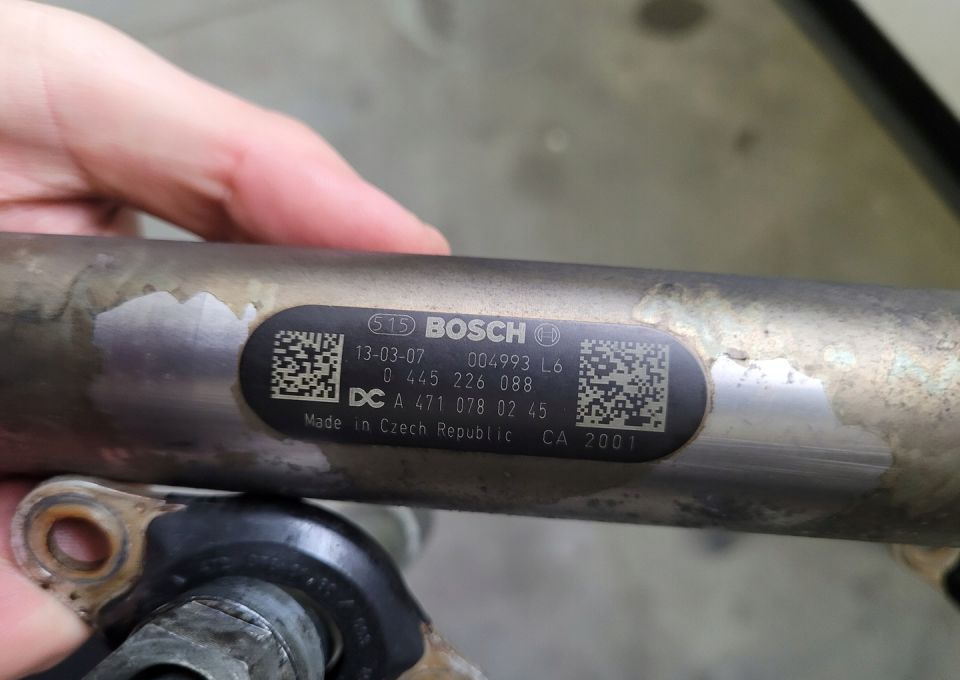 515 BOSCH
13-03-07 004993 L6
0 445 226 088
DC A 471 078 02 45
Made in Czech Republic CA 2001